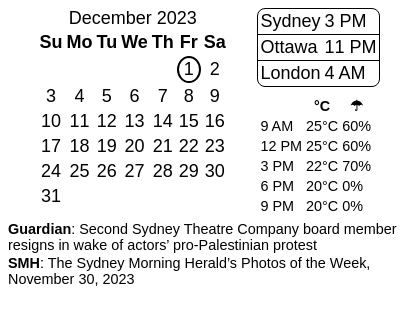 December 2023
Su Mo Tu We Th Fr Sa
1 2
3 4 5 6 7 8 9
10 11 12 13 14 15 16
17 18 19 20 21 22 23
24 25 26 27 28 29 30
31
Sydney 3 PM
Ottawa 11 PM
London 4 AM
°C ☂
9 AM 25°C 60%
12 PM 25°C 60%
3 PM 22°C 70%
6 PM 20°C 0%
9 PM 20°C 0%
Guardian: Second Sydney Theatre Company board member
resigns in wake of actors’ pro-Palestinian protest
SMH: The Sydney Morning Herald’s Photos of the Week,
November 30, 2023